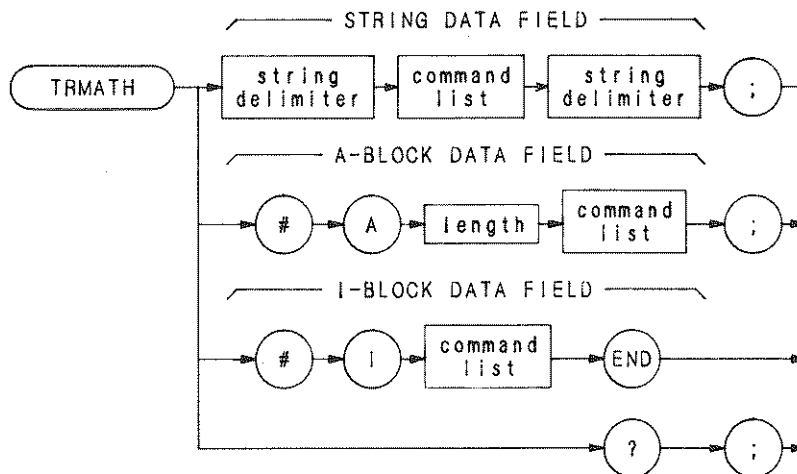 STRING DATA FIELD
TRMATH
string delimiter
command list
string delimiter
;
A-BLOCK DATA FIELD
#
A
length
command list
;
I-BLOCK DATA FIELD
#
I
command list
END
?
;